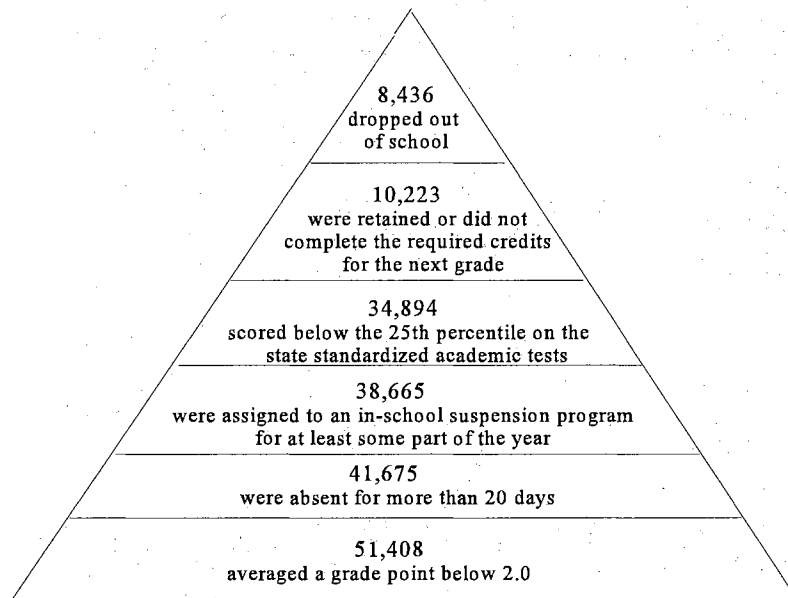 8,436
dropped out
of school
10,223
were retained or did not
complete the required credits
for the next grade
34,894
scored below the 25th percentile on the
state standardized academic tests
38,665
were assigned to an in-school suspension program
for at least some part of the year
41,675
were absent for more than 20 days
51,408
averaged a grade point below 2.0